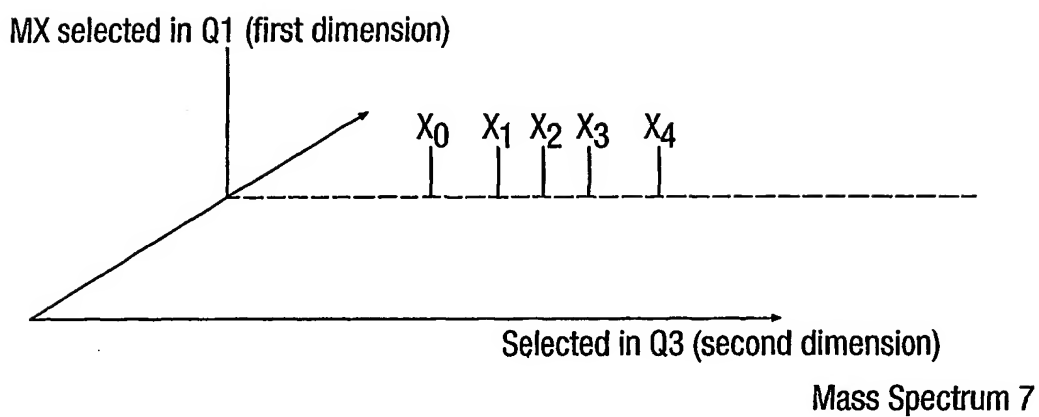 MX selected in Q1 (first dimension)
X0 X1 X2 X3 X4
Selected in Q3 (second dimension)
Mass Spectrum 7